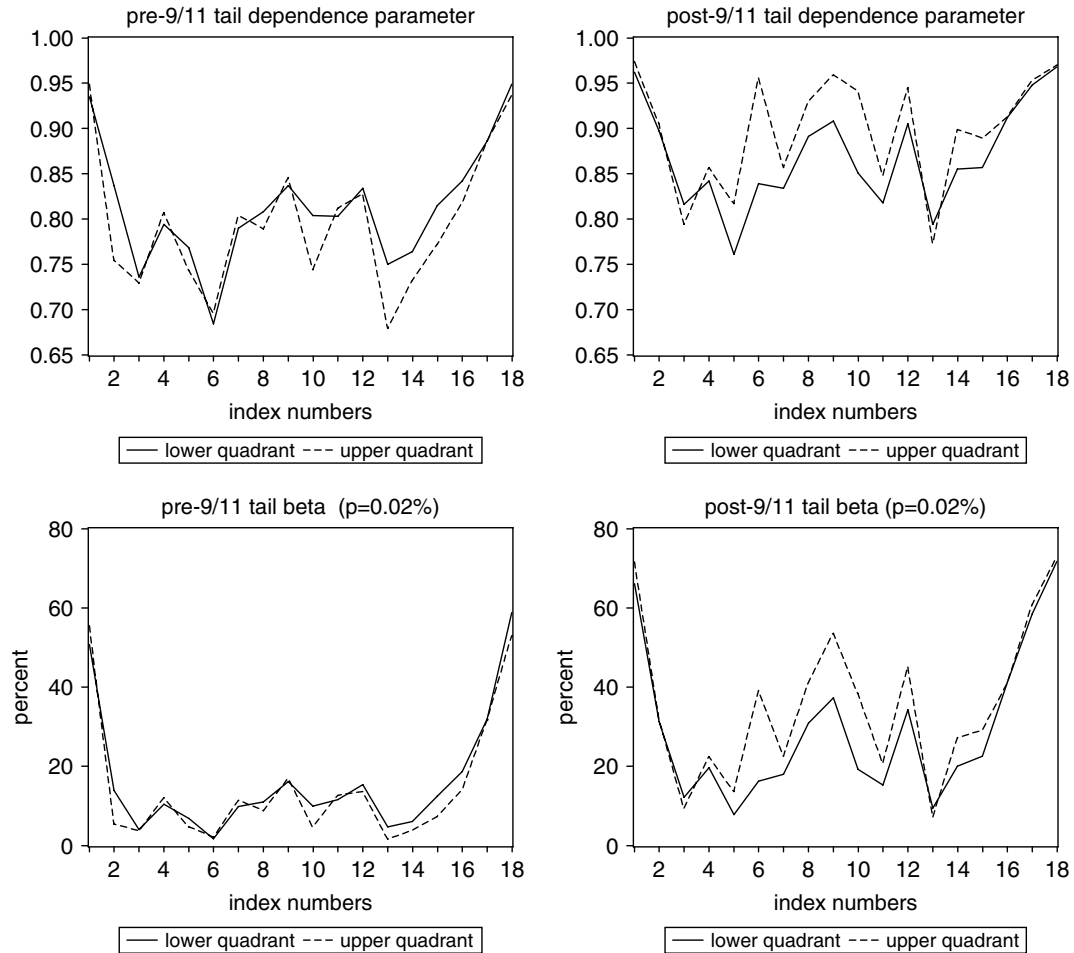 pre-9/11 tail dependence parameter
1.00
0.95
0.90
0.85
0.80
0.75
0.70
0.65
2 4 6 8 10 12 14 16 18
index numbers
lower quadrant upper quadrant
post-9/11 tail dependence parameter
1.00
0.95
0.90
0.85
0.80
0.75
0.70
0.65
2 4 6 8 10 12 14 16 18
index numbers
lower quadrant upper quadrant
pre-9/11 tail beta (p=0.02%)
80
60
40
20
0
percent
2 4 6 8 10 12 14 16 18
index numbers
lower quadrant upper quadrant
post-9/11 tail beta (p=0.02%)
80
60
40
20
0
percent
2 4 6 8 10 12 14 16 18
index numbers
lower quadrant upper quadrant